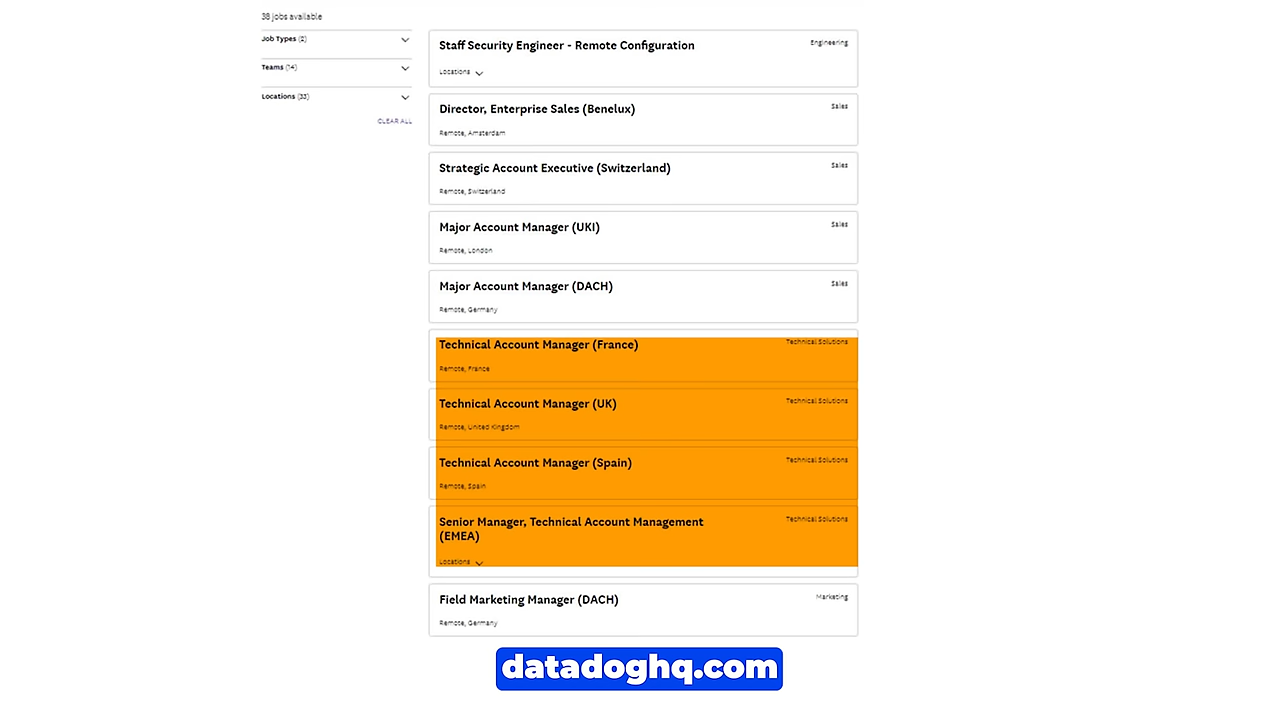 38 jobs available
Job Types (2)
Teams (14)
Locations (33)
CLEAR ALL
Staff Security Engineer - Remote Configuration
Engineering
Locations
Director, Enterprise Sales (Benelux)
Sales
Remote, Amsterdam
Strategic Account Executive (Switzerland)
Sales
Remote, Switzerland
Major Account Manager (UKI)
Sales
Remote, London
Major Account Manager (DACH)
Sales
Remote, Germany
Technical Account Manager (France)
Technical Solutions
Remote, France
Technical Account Manager (UK)
Technical Solutions
Remote, United Kingdom
Technical Account Manager (Spain)
Technical Solutions
Remote, Spain
Senior Manager, Technical Account Management
(EMEA)
Technical Solutions
Locations
Field Marketing Manager (DACH)
Marketing
Remote, Germany
datadoghq.com